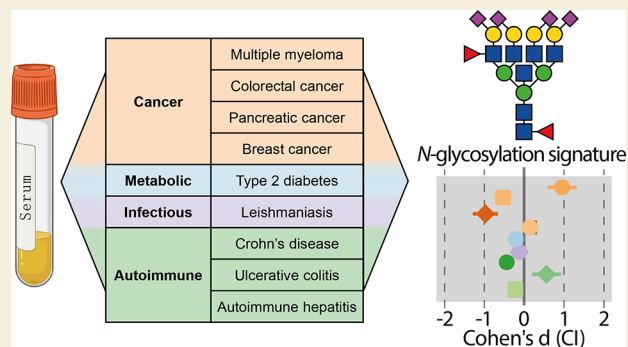 Serum
Cancer
Multiple myeloma
Colorectal cancer
Pancreatic cancer
Breast cancer
Metabolic
Type 2 diabetes
Infectious
Leishmaniasis
Autoimmune
Crohn's disease
Ulcerative colitis
Autoimmune hepatitis
N-glycosylation signature
-2 -1 0 1 2
Cohen's d (CI)